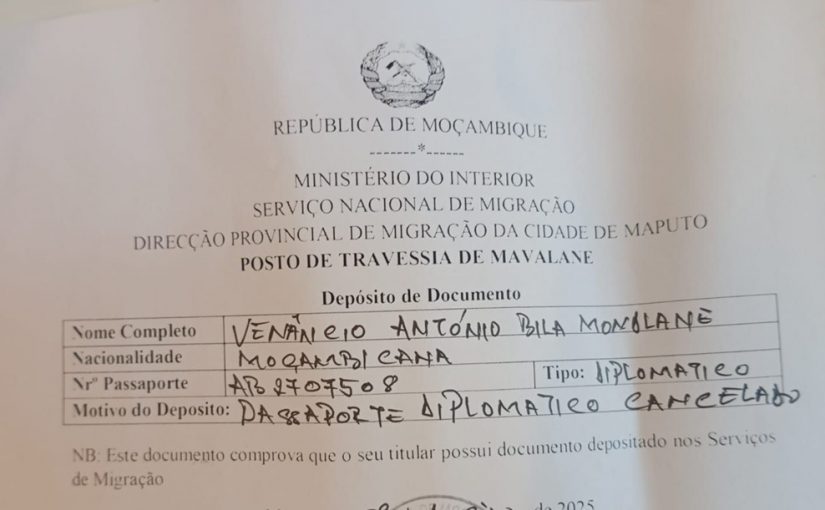 REPÚBLICA DE MOÇAMBIQUE
-------*------
MINISTÉRIO DO INTERIOR
SERVIÇO NACIONAL DE MIGRAÇÃO
DIRECÇÃO PROVINCIAL DE MIGRAÇÃO DA CIDADE DE MAPUTO
POSTO DE TRAVESSIA DE MAVALANE
Depósito de Documento
Nome Completo VENÂNCIO ANTÓNIO BILA MONDLANE
Nacionalidade MOÇAMBICANA
Nrº Passaporte AB2707508 Tipo: DIPLOMATICO
Motivo do Deposito: PASSAPORTE DIPLOMATICO CANCELADO
NB: Este documento comprova que o seu titular possui documento depositado nos Serviços
de Migração
de 2025